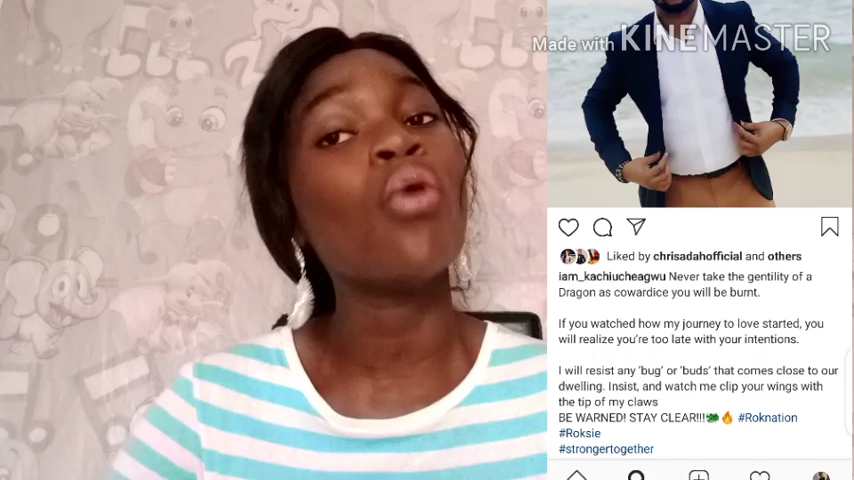 Made with KINEMASTER
Liked by chrisadahofficial and others
iam_kachiucheagwu Never take the gentility of a
Dragon as cowardice you will be burnt.
If you watched how my journey to love started, you
will realize you're too late with your intentions.
I will resist any 'bug' or 'buds' that comes close to our
dwelling. Insist, and watch me clip your wings with
the tip of my claws
BE WARNED! STAY CLEAR!!!🐲🔥 #Roknation
#Roksie
#strongertogether